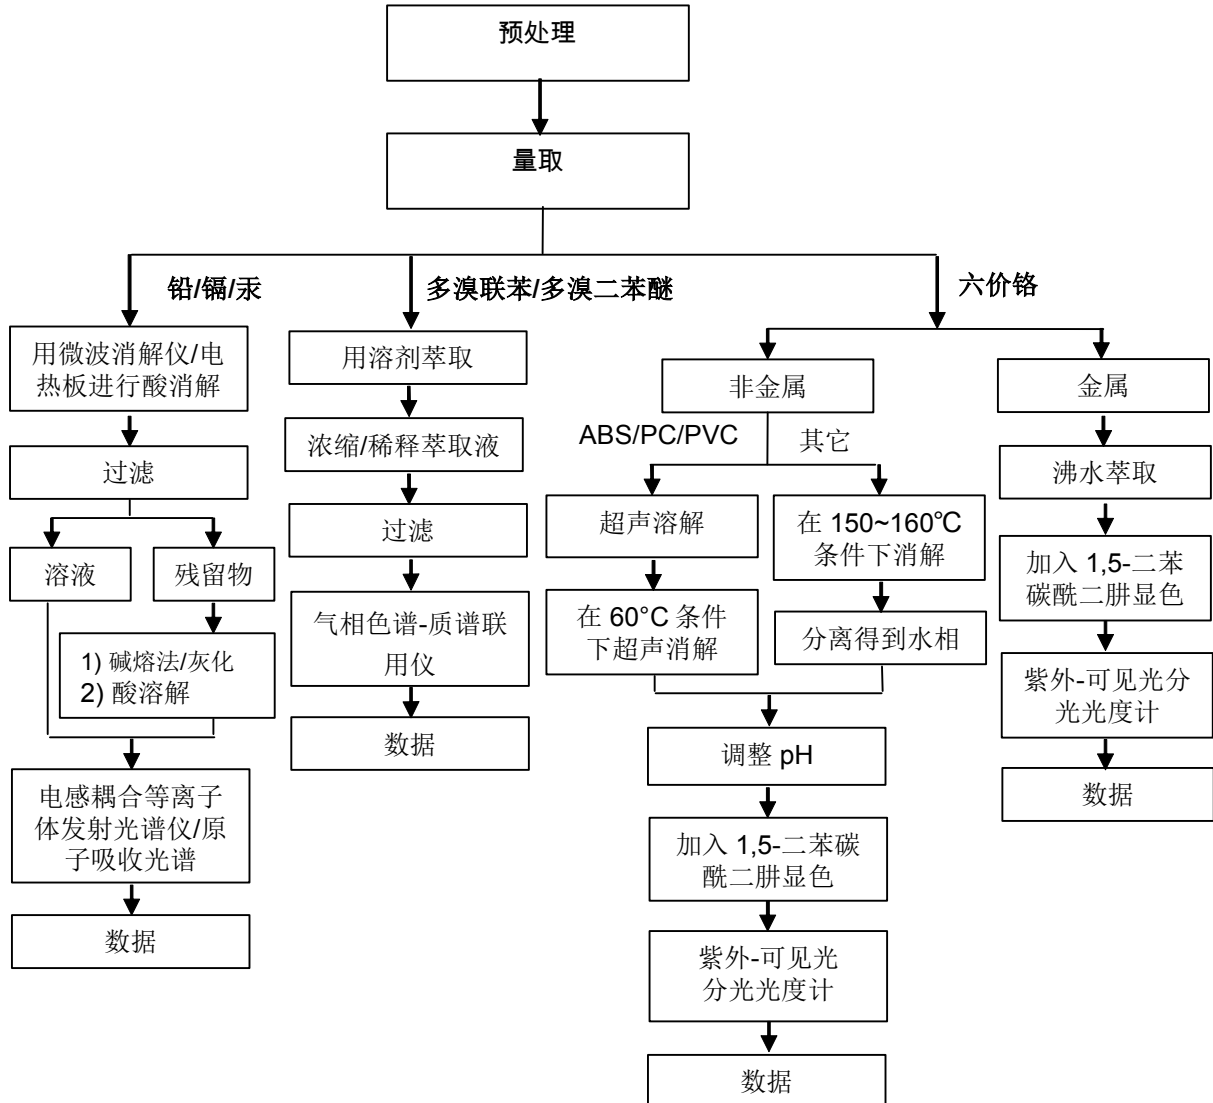 预处理
量取
铅/镉/汞
多溴联苯/多溴二苯醚
六价铬
用微波消解仪/电
热板进行酸消解
过滤
溶液
残留物
1) 碱熔法/灰化
2) 酸溶解
电感耦合等离子
体发射光谱仪/原
子吸收光谱
数据
用溶剂萃取
浓缩/稀释萃取液
过滤
气相色谱-质谱联
用仪
数据
非金属
ABS/PC/PVC
其它
超声溶解
在 60°C 条件
下超声消解
在 150~160℃
条件下消解
分离得到水相
调整 pH
加入 1,5-二苯碳
酰二肼显色
紫外-可见光
分光光度计
数据
金属
沸水萃取
加入 1,5-二苯
碳酰二肼显色
紫外-可见光分
光光度计
数据